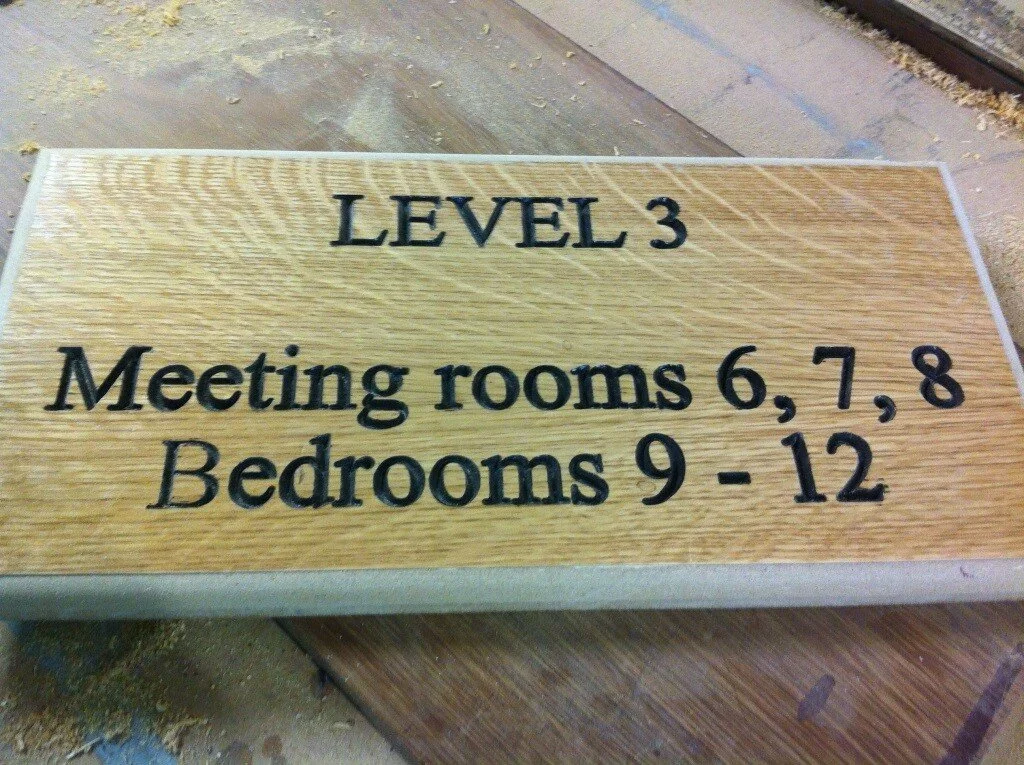 LEVEL 3
Meeting rooms 6, 7, 8
Bedrooms 9 - 12